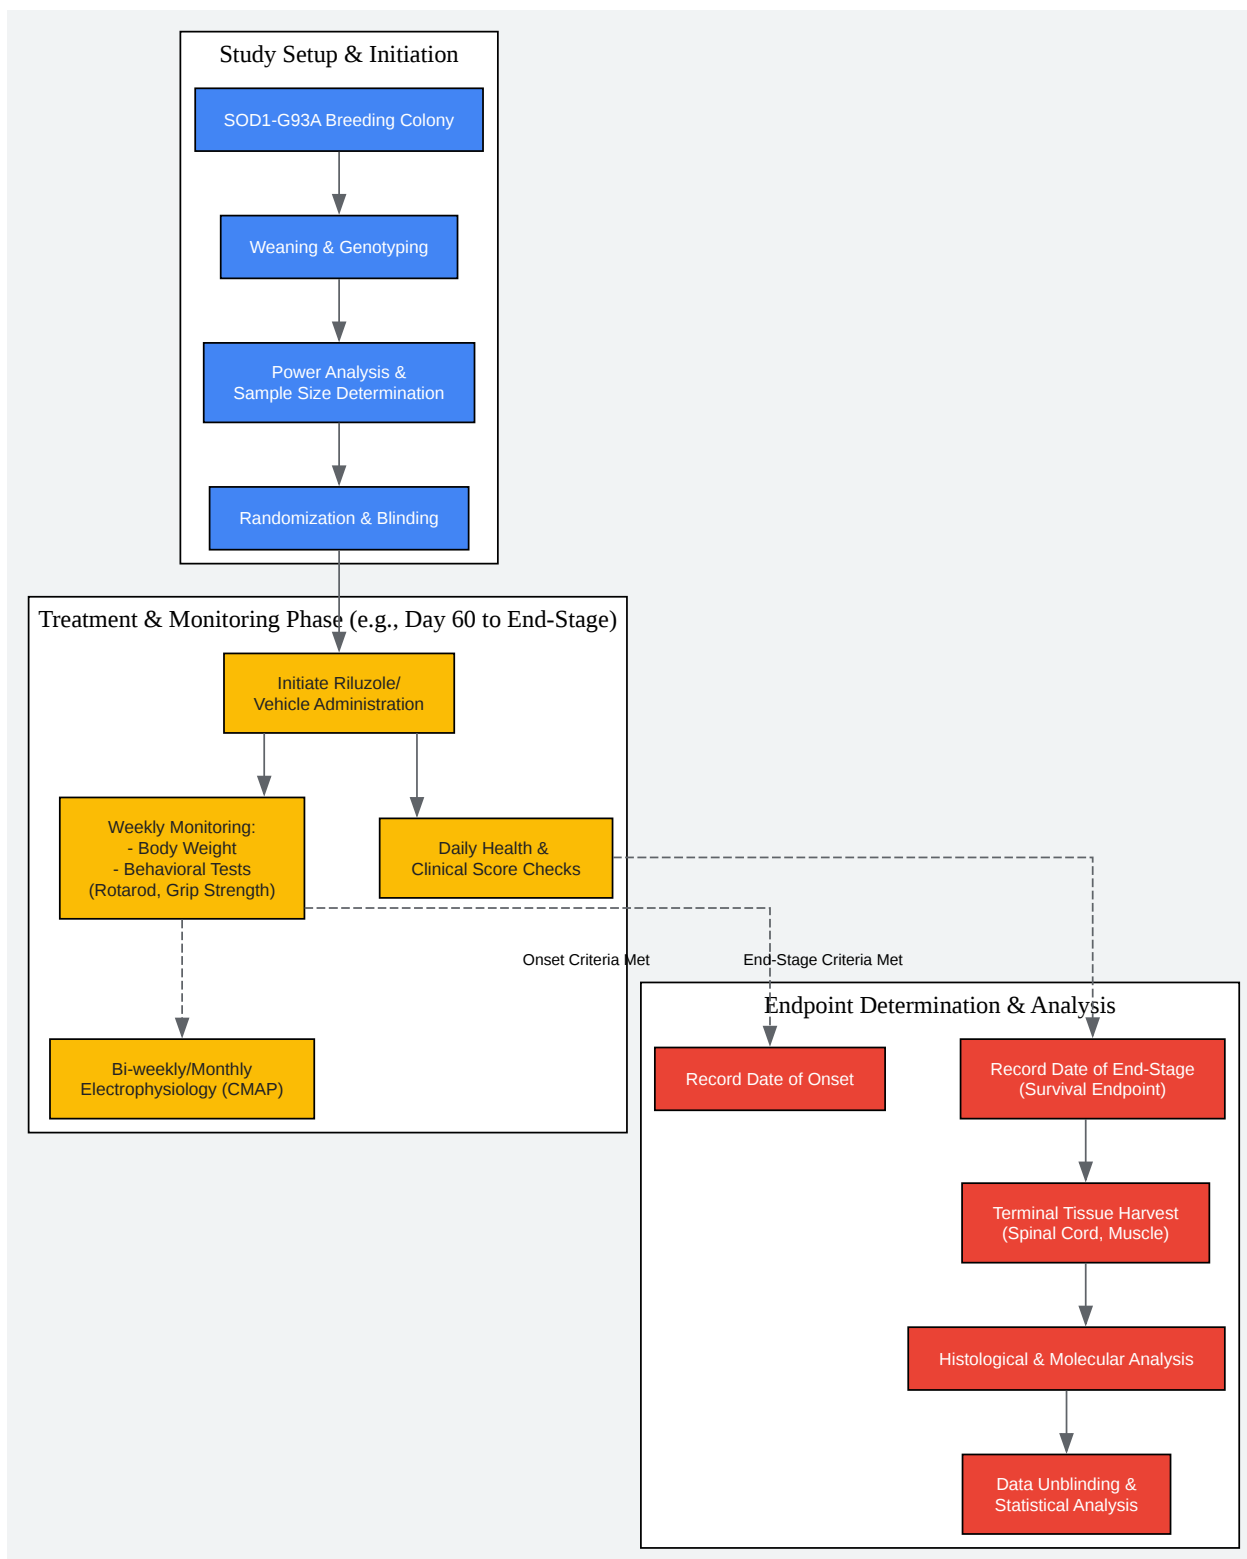 Study Setup & Initiation
SOD1-G93A Breeding Colony
Weaning & Genotyping
Power Analysis &
Sample Size Determination
Randomization & Blinding
Treatment & Monitoring Phase (e.g., Day 60 to End-Stage)
Initiate Riluzole/
Vehicle Administration
Weekly Monitoring:
- Body Weight
- Behavioral Tests
(Rotarod, Grip Strength)
Daily Health &
Clinical Score Checks
Onset Criteria Met
End-Stage Criteria Met
Bi-weekly/Monthly
Electrophysiology (CMAP)
Endpoint Determination & Analysis
Record Date of Onset
Record Date of End-Stage
(Survival Endpoint)
Terminal Tissue Harvest
(Spinal Cord, Muscle)
Histological & Molecular Analysis
Data Unblinding &
Statistical Analysis